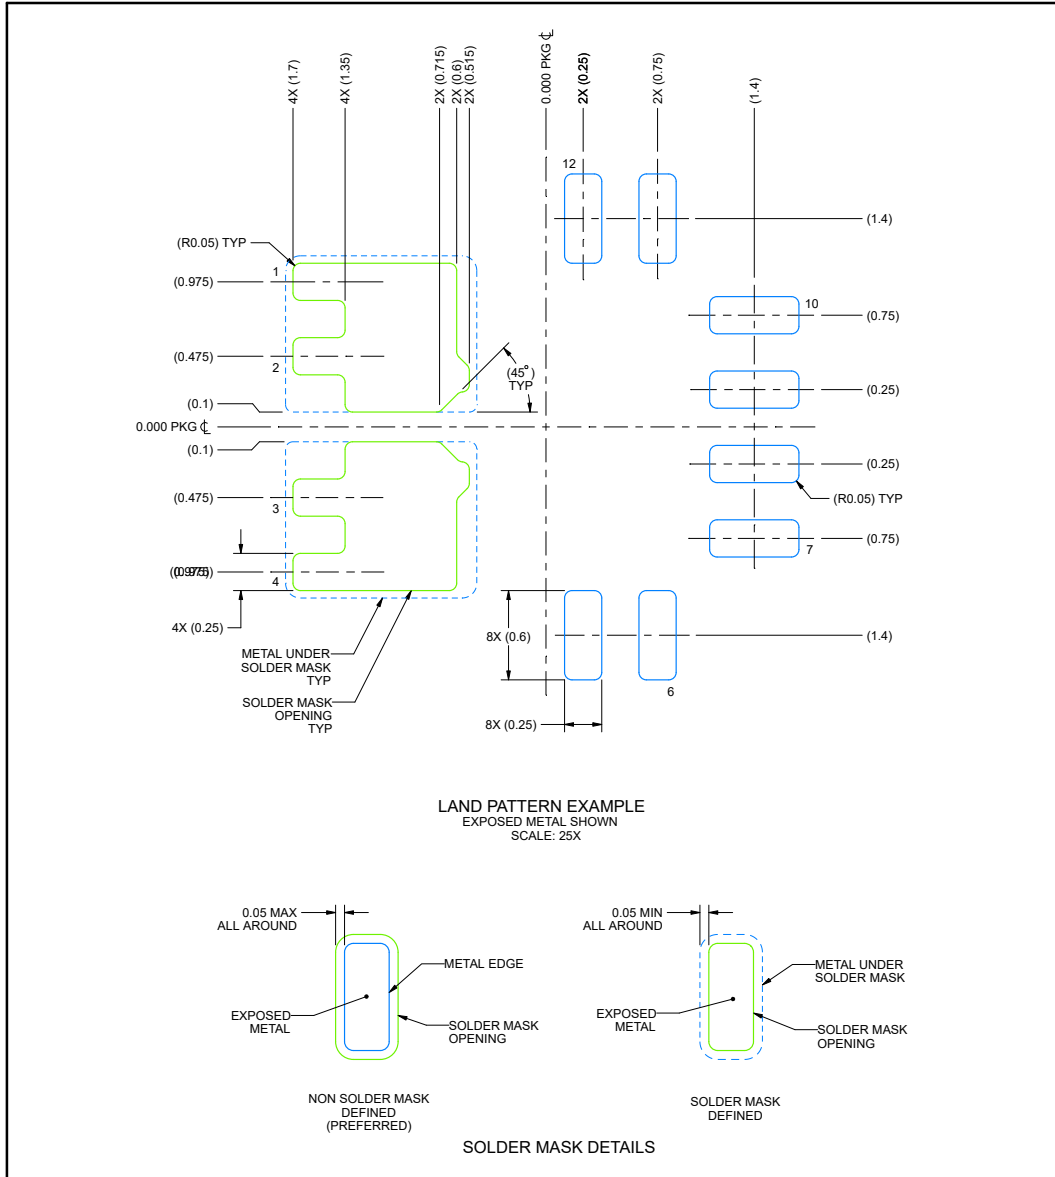 4X (1.7)
4X (1.35)
2X (0.715)
2X (0.6)
2X (0.515)
0.000 PKG ℄
2X (0.25)
2X (0.75)
(1.4)
12
(1.4)
(R0.05) TYP
1
(0.975)
10
(0.75)
(0.475)
2
(45°)
TYP
(0.25)
(0.1)
0.000 PKG ℄
(0.1)
(0.25)
(0.475)
3
(R0.05) TYP
(0.75)
7
(0.975)
4
4X (0.25)
8X (0.6)
(1.4)
METAL UNDER
SOLDER MASK
TYP
6
SOLDER MASK
OPENING
TYP
8X (0.25)
LAND PATTERN EXAMPLE
EXPOSED METAL SHOWN
SCALE: 25X
0.05 MAX
ALL AROUND
METAL EDGE
EXPOSED
METAL
SOLDER MASK
OPENING
NON SOLDER MASK
DEFINED
(PREFERRED)
0.05 MIN
ALL AROUND
METAL UNDER
SOLDER MASK
EXPOSED
METAL
SOLDER MASK
OPENING
SOLDER MASK
DEFINED
SOLDER MASK DETAILS